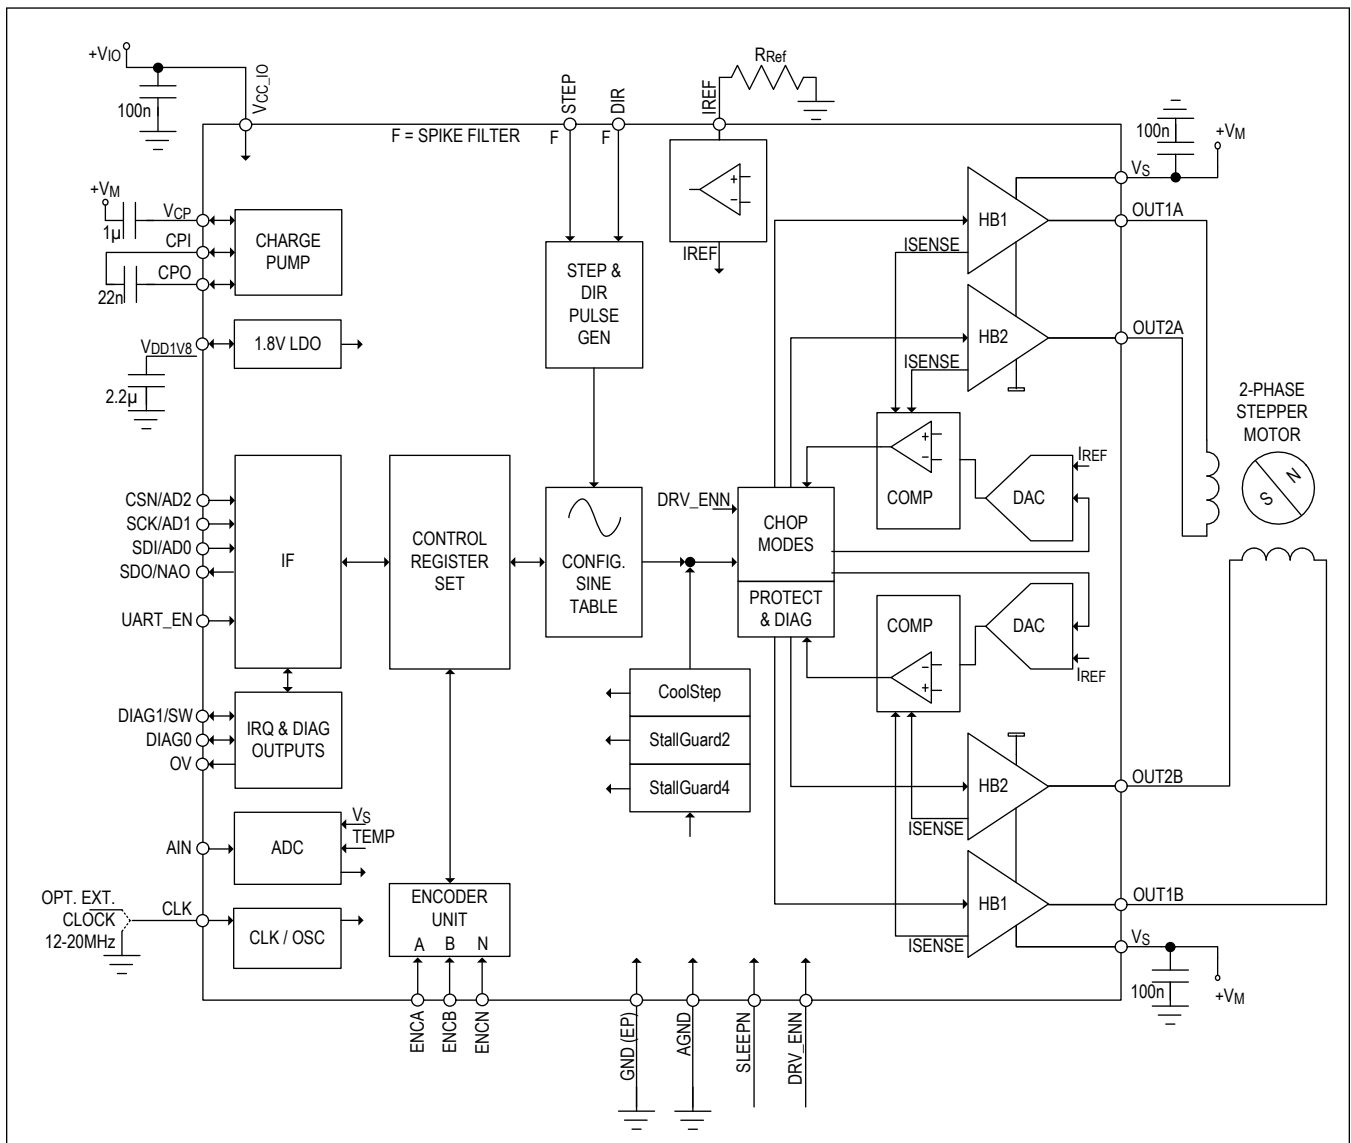 +VIO
100n
VCC_IO
F = SPIKE FILTER
STEP
F
DIR
F
IREF
RRef
IREF
100n
+VM
VS
+VM
1µ
VCP
CPI
CPO
22n
CHARGE
PUMP
VDD1V8
2.2µ
1.8V LDO
STEP &
DIR
PULSE
GEN
HB1
ISENSE
OUT1A
HB2
ISENSE
OUT2A
2-PHASE
STEPPER
MOTOR
S
N
COMP
DAC
IREF
CSN/AD2
SCK/AD1
SDI/AD0
SDO/NAO
UART_EN
IF
CONTROL
REGISTER
SET
CONFIG.
SINE
TABLE
DRV_ENN
CHOP
MODES
PROTECT
& DIAG
COMP
DAC
IREF
CoolStep
StallGuard2
StallGuard4
DIAG1/SW
DIAG0
OV
IRQ & DIAG
OUTPUTS
HB2
ISENSE
OUT2B
AIN
ADC
VS
TEMP
HB1
ISENSE
OUT1B
OPT. EXT.
CLOCK
12-20MHz
CLK
CLK / OSC
ENCODER
UNIT
A B N
VS
100n
+VM
ENCA
ENCB
ENCN
GND (EP)
AGND
SLEEPN
DRV_ENN